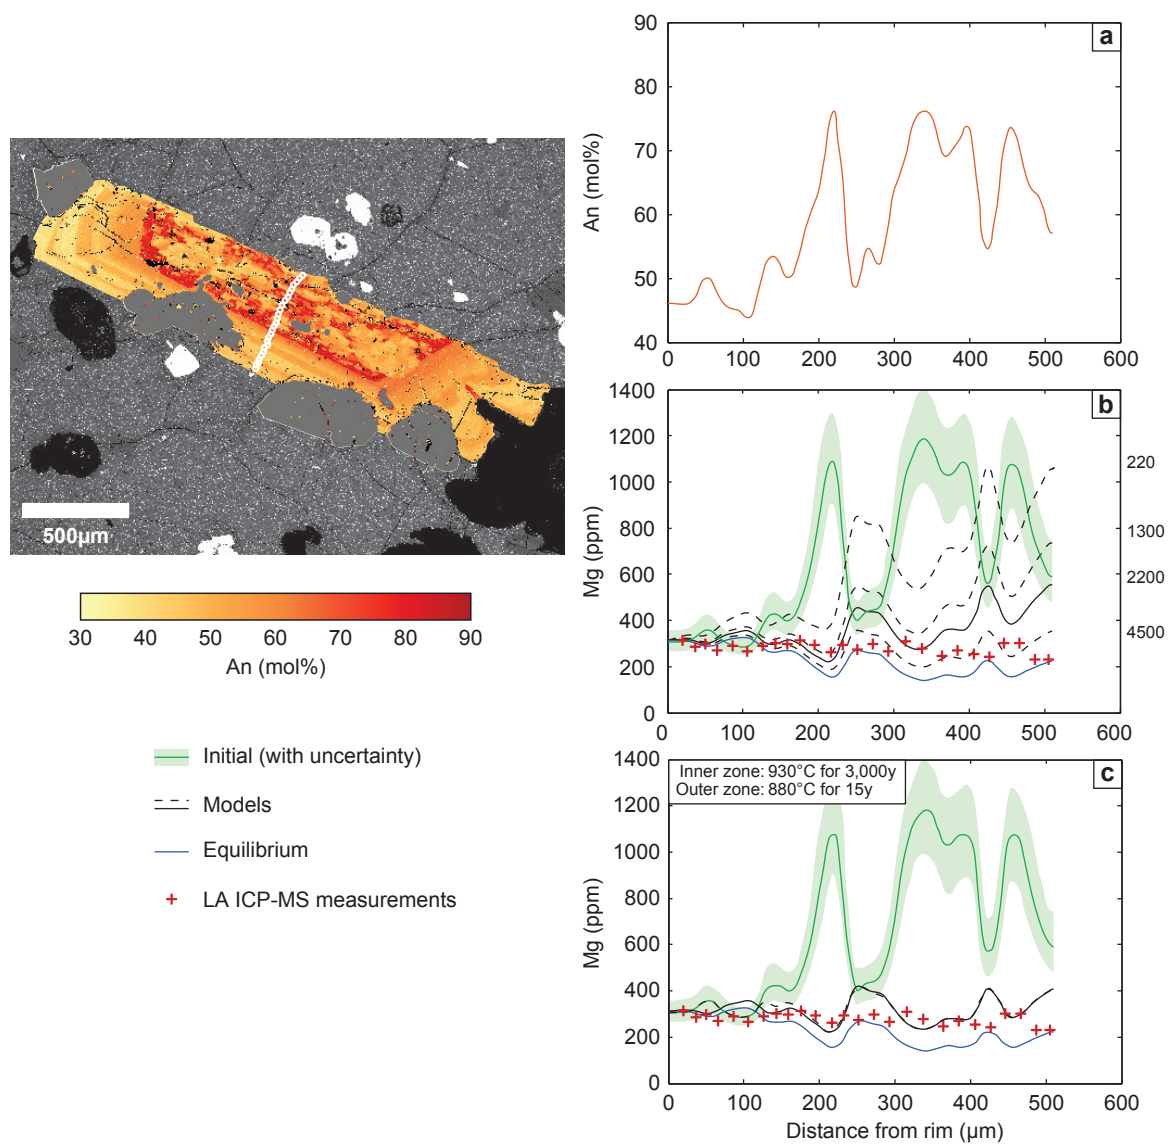 500µm
30 40 50 60 70 80 90
An (mol%)
Initial (with uncertainty)
Models
Equilibrium
LA ICP-MS measurements
a
90
80
70
60
50
40
An (mol%)
0 100 200 300 400 500 600
b
1400
1200
1000
800
600
400
200
0
Mg (ppm)
220
1300
2200
4500
0 100 200 300 400 500 600
c
Inner zone: 930°C for 3,000y
Outer zone: 880°C for 15y
1400
1200
1000
800
600
400
200
0
Mg (ppm)
0 100 200 300 400 500 600
Distance from rim (µm)